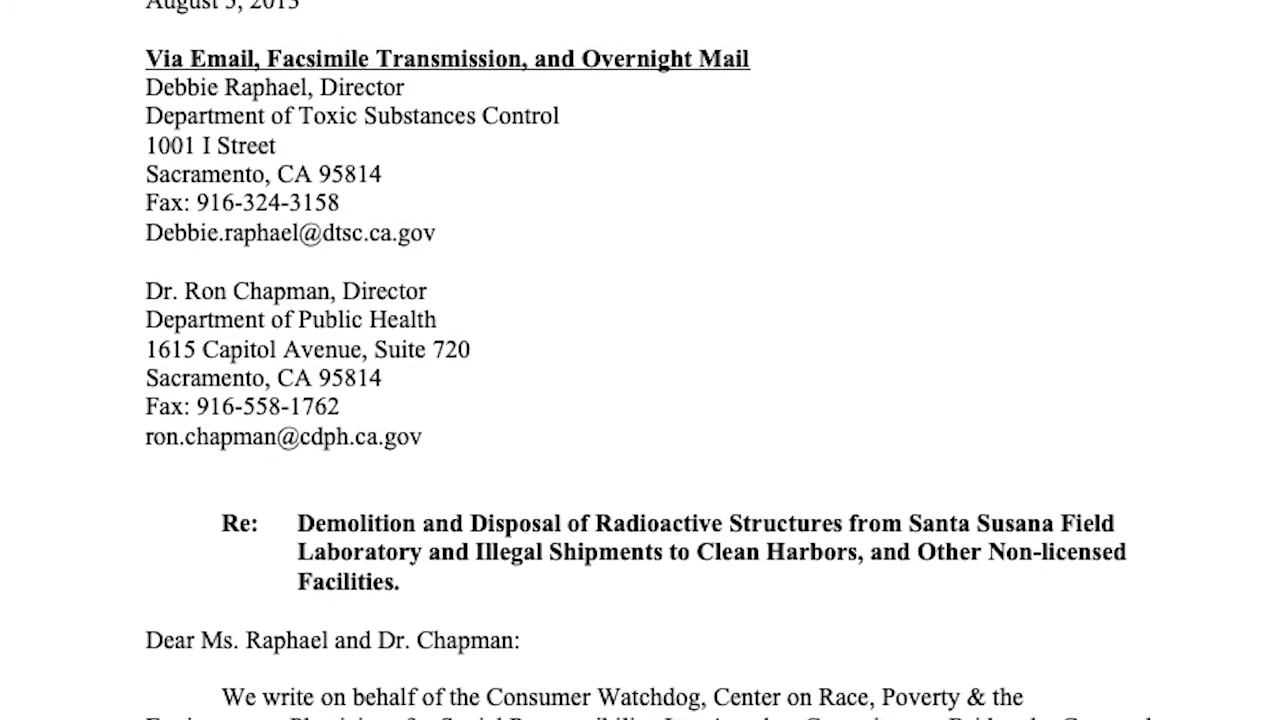 August 5, 2013
Via Email, Facsimile Transmission, and Overnight Mail
Debbie Raphael, Director
Department of Toxic Substances Control
1001 I Street
Sacramento, CA 95814
Fax: 916-324-3158
Debbie.raphael@dtsc.ca.gov
Dr. Ron Chapman, Director
Department of Public Health
1615 Capitol Avenue, Suite 720
Sacramento, CA 95814
Fax: 916-558-1762
ron.chapman@cdph.ca.gov
Re: Demolition and Disposal of Radioactive Structures from Santa Susana Field
Laboratory and Illegal Shipments to Clean Harbors, and Other Non-licensed
Facilities.
Dear Ms. Raphael and Dr. Chapman:
We write on behalf of the Consumer Watchdog, Center on Race, Poverty & the